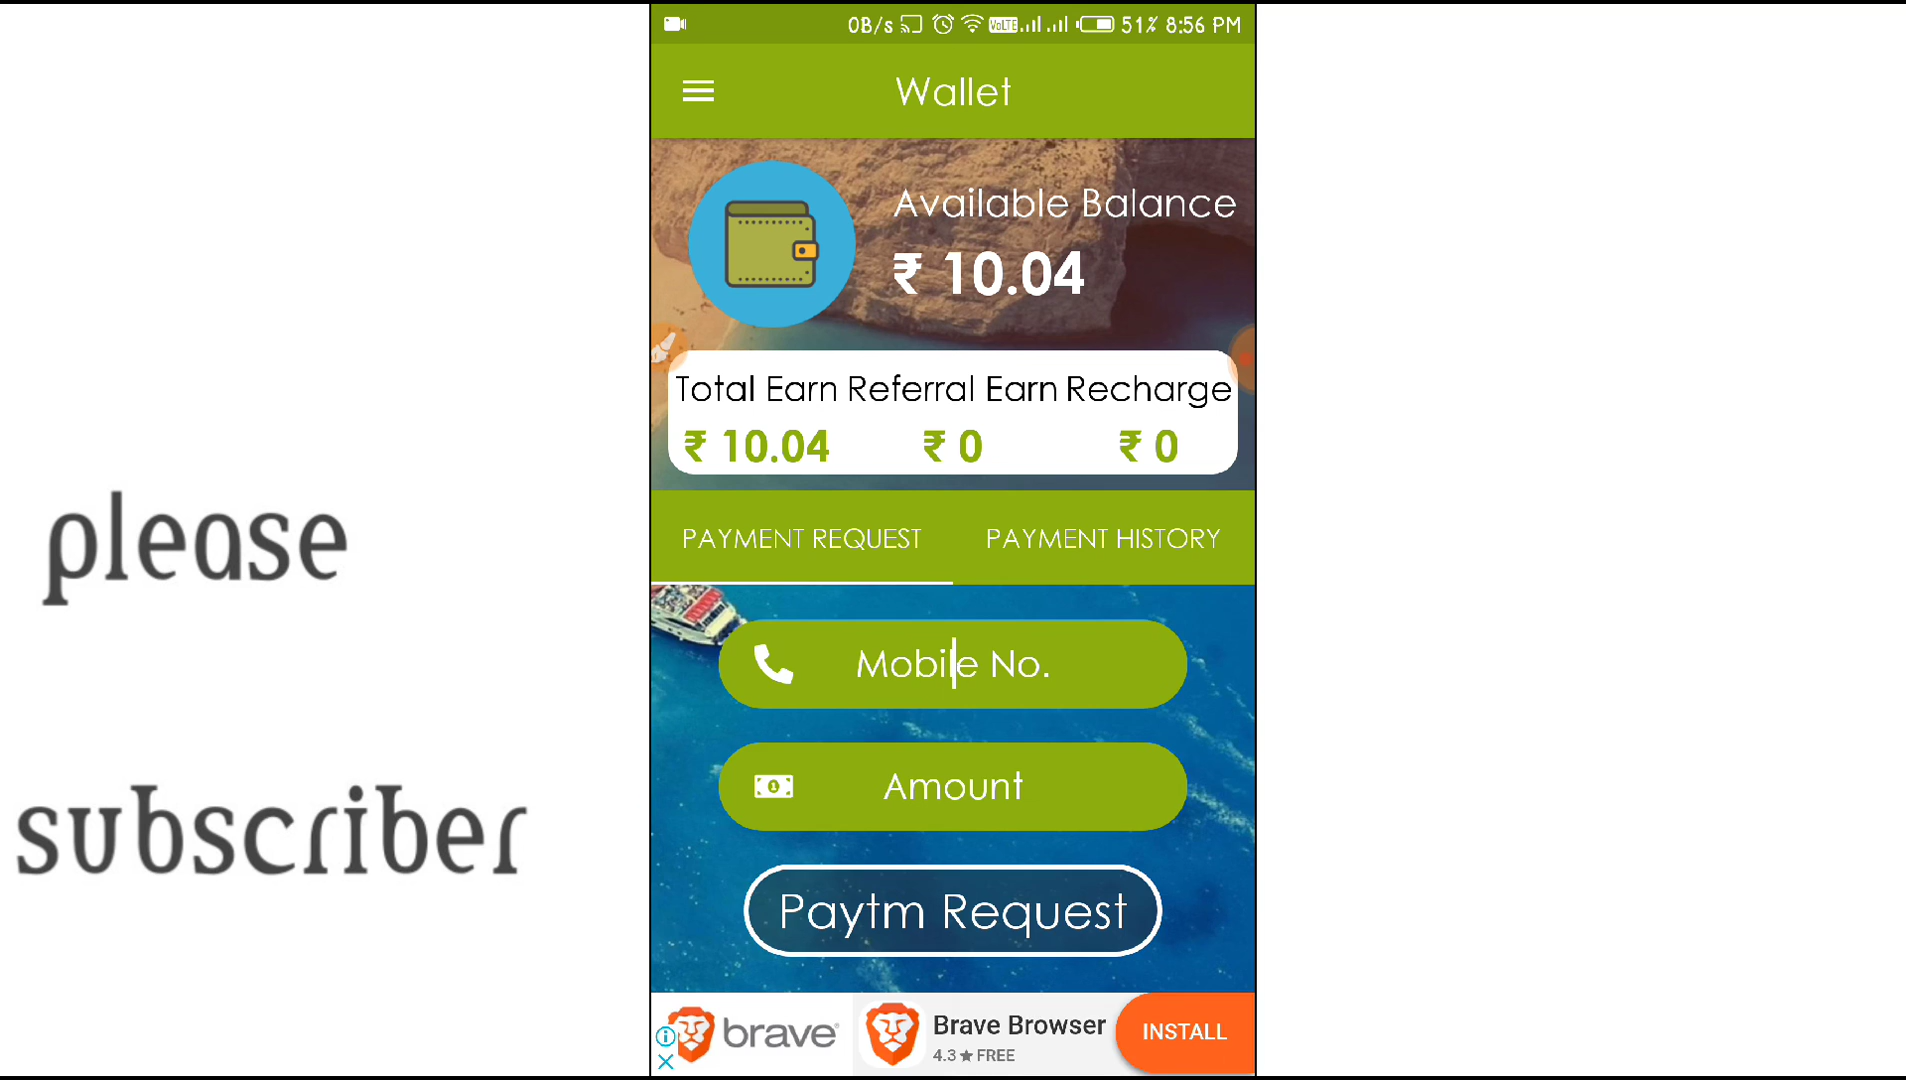 0B/s VoLTE 51% 8:56 PM
Wallet
Available Balance
₹ 10.04
Total Earn Referral Earn Recharge
₹ 10.04 ₹ 0 ₹ 0
PAYMENT REQUEST PAYMENT HISTORY
please
Mobile No.
Amount
subscriber
Paytm Request
brave
Brave Browser
4.3 ★ FREE
INSTALL